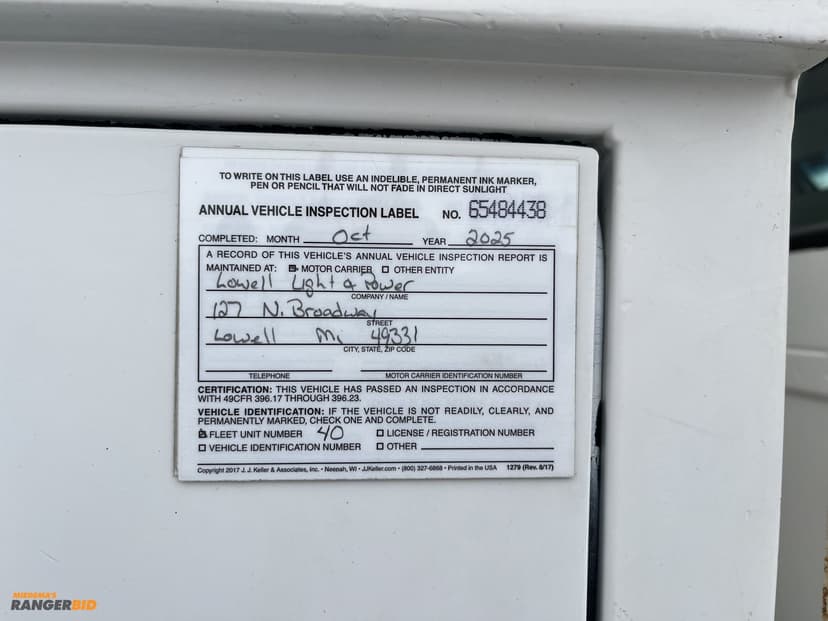 TO WRITE ON THIS LABEL USE AN INDELIBLE, PERMANENT INK MARKER,
PEN OR PENCIL THAT WILL NOT FADE IN DIRECT SUNLIGHT
ANNUAL VEHICLE INSPECTION LABEL NO. 65484438
COMPLETED: MONTH Oct YEAR 2025
A RECORD OF THIS VEHICLE'S ANNUAL VEHICLE INSPECTION REPORT IS
MAINTAINED AT: MOTOR CARRIER OTHER ENTITY
Lowell Light & Power
COMPANY / NAME
127 N. Broadway
STREET
Lowell Mi 49331
CITY, STATE, ZIP CODE
TELEPHONE MOTOR CARRIER IDENTIFICATION NUMBER
CERTIFICATION: THIS VEHICLE HAS PASSED AN INSPECTION IN ACCORDANCE
WITH 49CFR 396.17 THROUGH 396.23.
VEHICLE IDENTIFICATION: IF THE VEHICLE IS NOT READILY, CLEARLY, AND
PERMANENTLY MARKED, CHECK ONE AND COMPLETE.
FLEET UNIT NUMBER 40 LICENSE / REGISTRATION NUMBER
VEHICLE IDENTIFICATION NUMBER OTHER
Copyright 2017 J. J. Keller & Associates, Inc. • Neenah, WI • JJKeller.com • (800) 327-6868 • Printed in the USA 1279 (Rev. 6/17)
MIEDEMA'S
RANGERBID